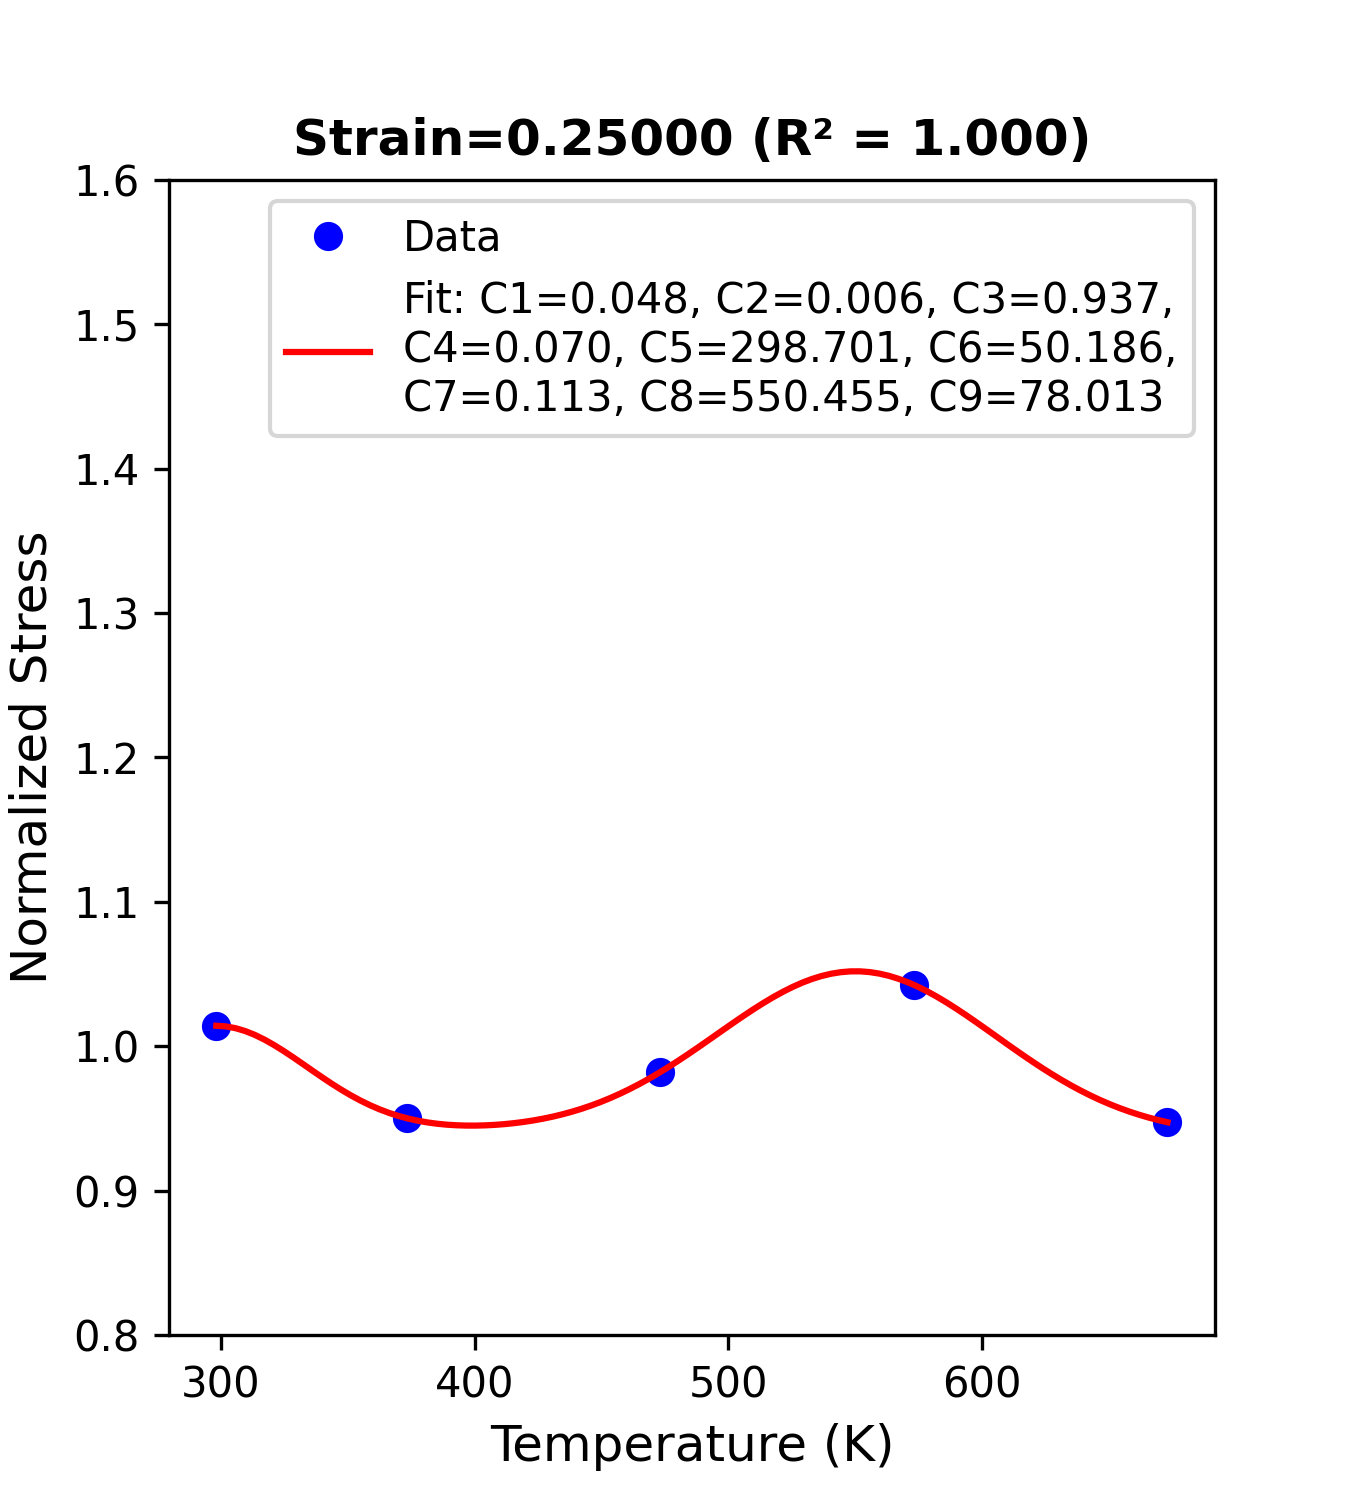 Strain=0.25000 (R² = 1.000)
1.6
1.5
1.4
1.3
1.2
1.1
1.0
0.9
0.8
Normalized Stress
Data
Fit: C1=0.048, C2=0.006, C3=0.937,
C4=0.070, C5=298.701, C6=50.186,
C7=0.113, C8=550.455, C9=78.013
300 400 500 600
Temperature (K)